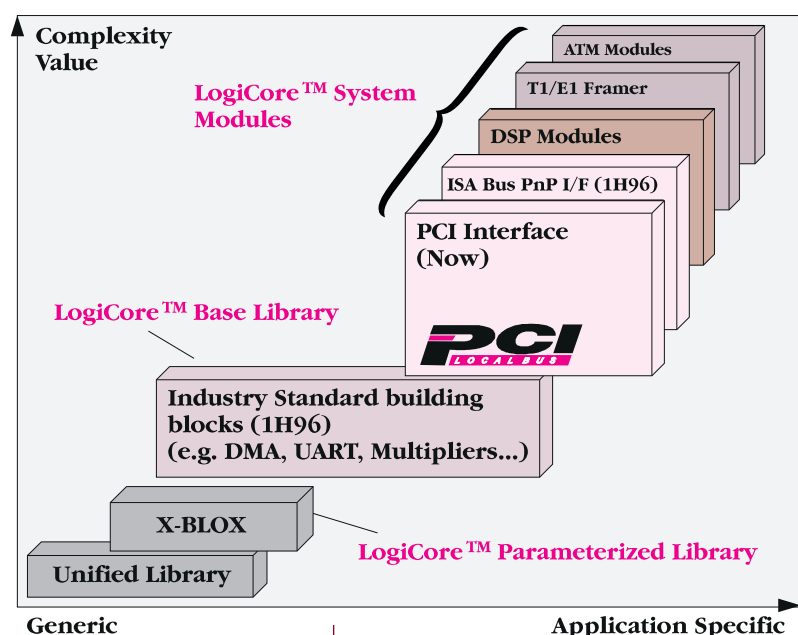 Complexity
Value
LogiCore™ System
Modules
ATM Modules
T1/E1 Framer
DSP Modules
ISA Bus PnP I/F (1H96)
PCI Interface
(Now)
PCI
LOCAL BUS
LogiCore™ Base Library
Industry Standard building
blocks (1H96)
(e.g. DMA, UART, Multipliers...)
X-BLOX
LogiCore™ Parameterized Library
Unified Library
Generic
Application Specific